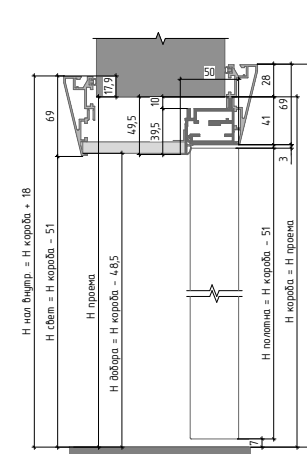 50
17,9
10
28
69
69
49,5
39,5
41
3
Н нал внутр = Н короба + 18
Н свет = Н короба - 51
Н проема
Н добора = Н короба - 48,5
Н полотна = Н короба - 51
Н короба = Н проема
7